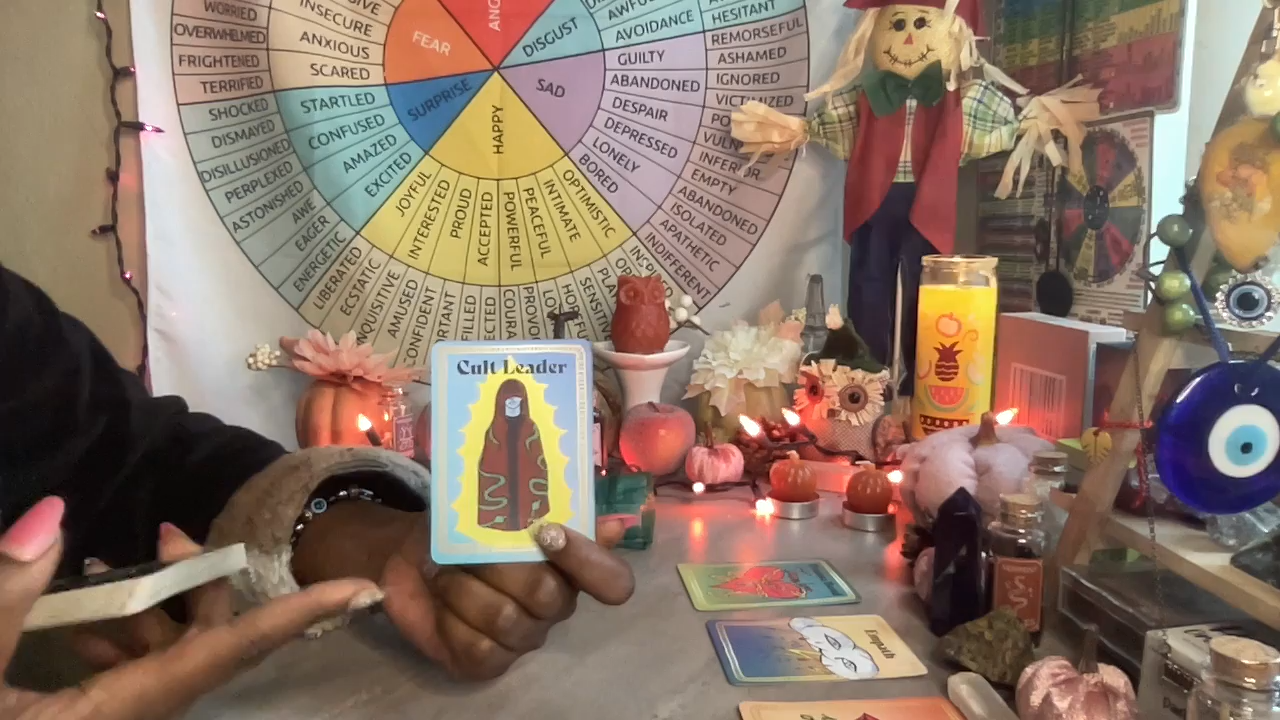 WORRIED
OVERWHELMED
FRIGHTENED
TERRIFIED
SHOCKED
DISMAYED
DISILLUSIONED
PERPLEXED
ASTONISHED
AWE
EAGER
ENERGETIC
LIBERATED
ECSTATIC
AMUSED
INSECURE
ANXIOUS
SCARED
STARTLED
CONFUSED
AMAZED
EXCITED
JOYFUL
INTERESTED
PROUD
ACCEPTED
POWERFUL
PEACEFUL
INTIMATE
OPTIMISTIC
FEAR
SURPRISE
HAPPY
SAD
DISGUST
AVOIDANCE
GUILTY
ABANDONED
DESPAIR
DEPRESSED
LONELY
BORED
HESITANT
REMORSEFUL
ASHAMED
IGNORED
VICTIMIZED
EMPTY
ABANDONED
ISOLATED
APATHETIC
INDIFFERENT
Cult Leader
Empath